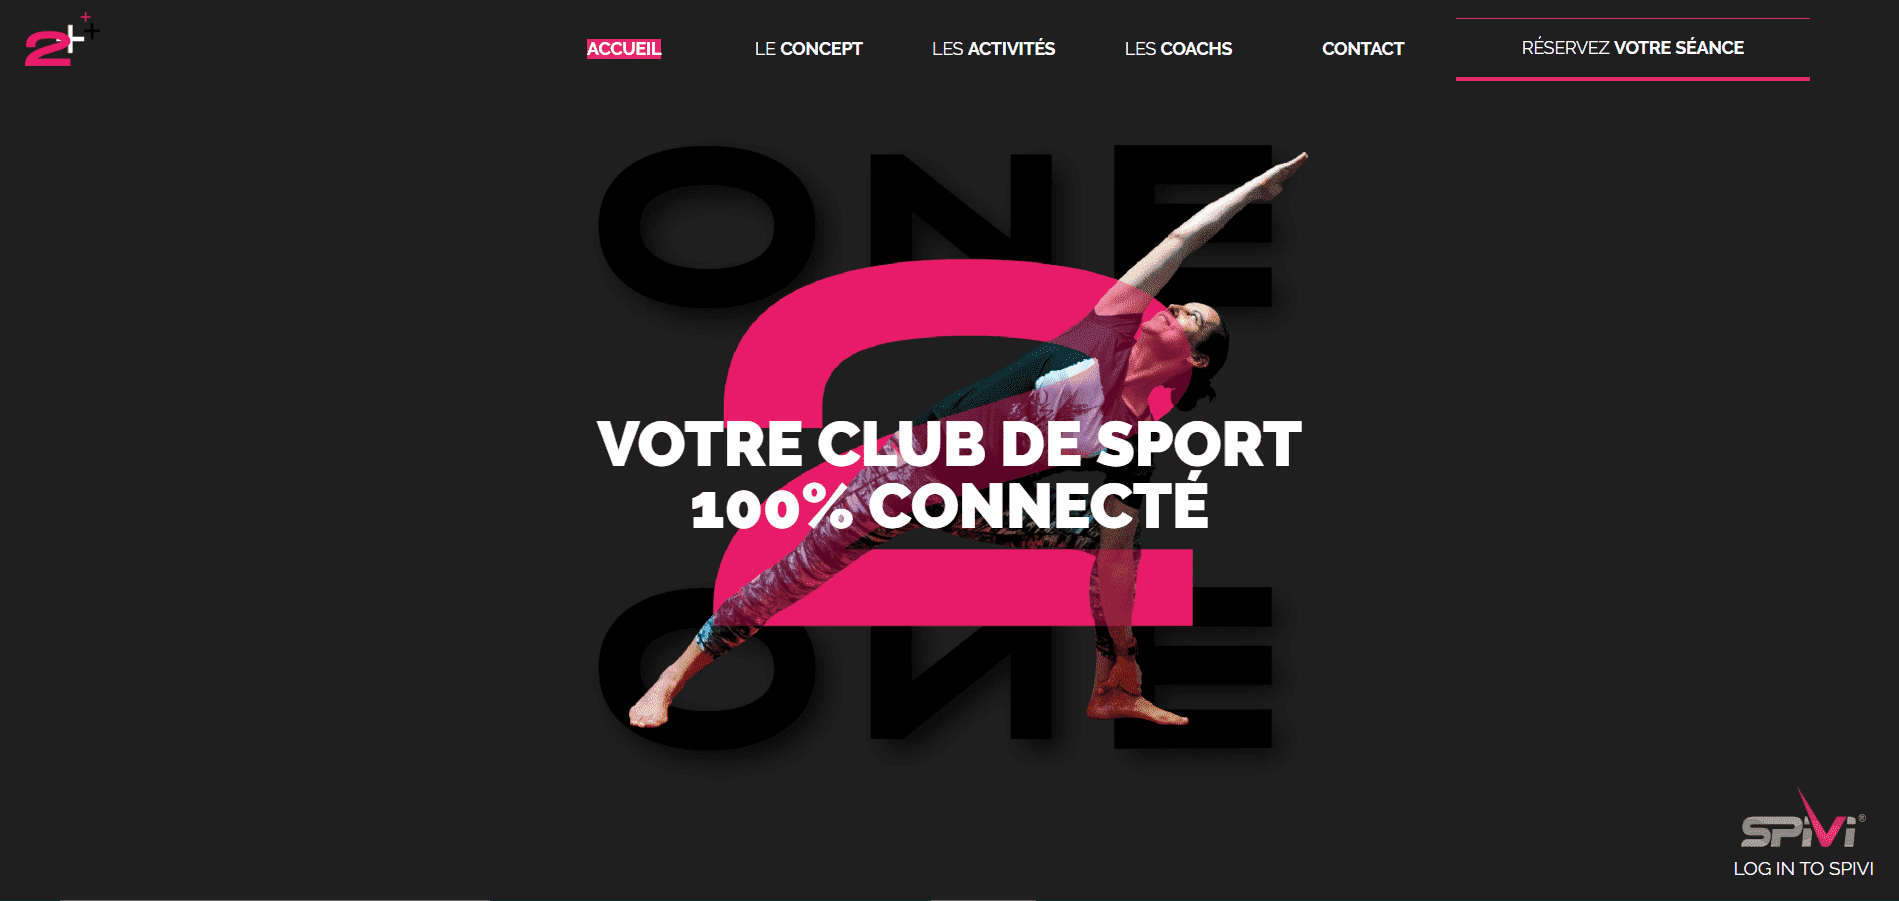 2++
ACCUEIL
LE CONCEPT
LES ACTIVITÉS
LES COACHS
CONTACT
RÉSERVEZ VOTRE SÉANCE
ONE
2
VOTRE CLUB DE SPORT
100% CONNECTÉ
ONE
SPiVi®
LOG IN TO SPIVI